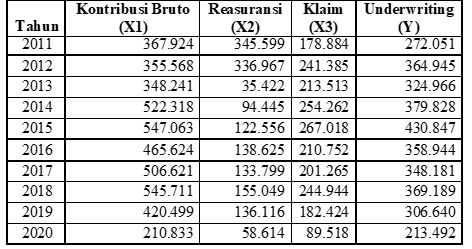 Tahun Kontribusi Bruto (X1) Reasuransi (X2) Klaim (X3) Underwriting (Y)
2011 367.924 345.599 178.884 272.051
2012 355.568 336.967 241.385 364.945
2013 348.241 35.422 213.513 324.966
2014 522.318 94.445 254.262 379.828
2015 547.063 122.556 267.018 430.847
2016 465.624 138.625 210.752 358.944
2017 506.621 133.799 201.265 348.181
2018 545.711 155.049 244.944 369.189
2019 420.499 136.116 182.424 306.640
2020 210.833 58.614 89.518 213.492